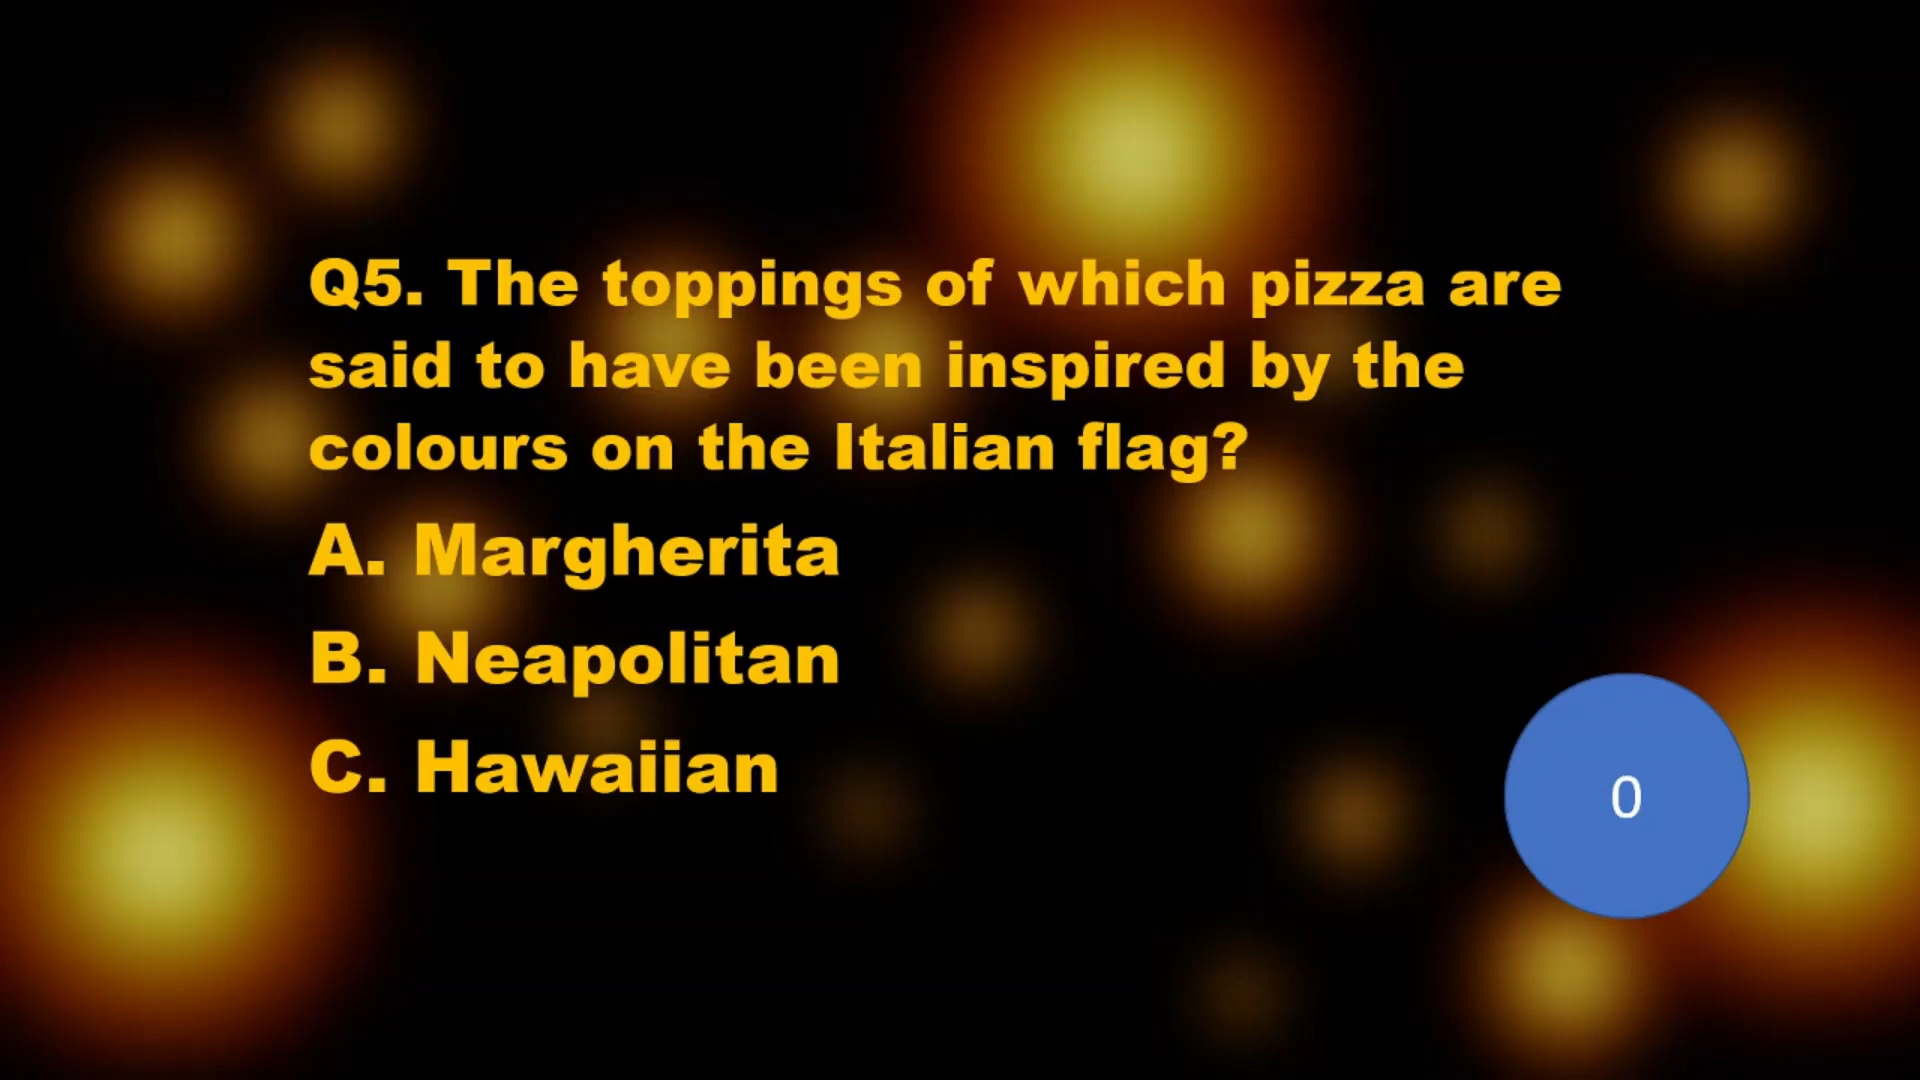 Q5. The toppings of which pizza are
said to have been inspired by the
colours on the Italian flag?
A. Margherita
B. Neapolitan
C. Hawaiian
0